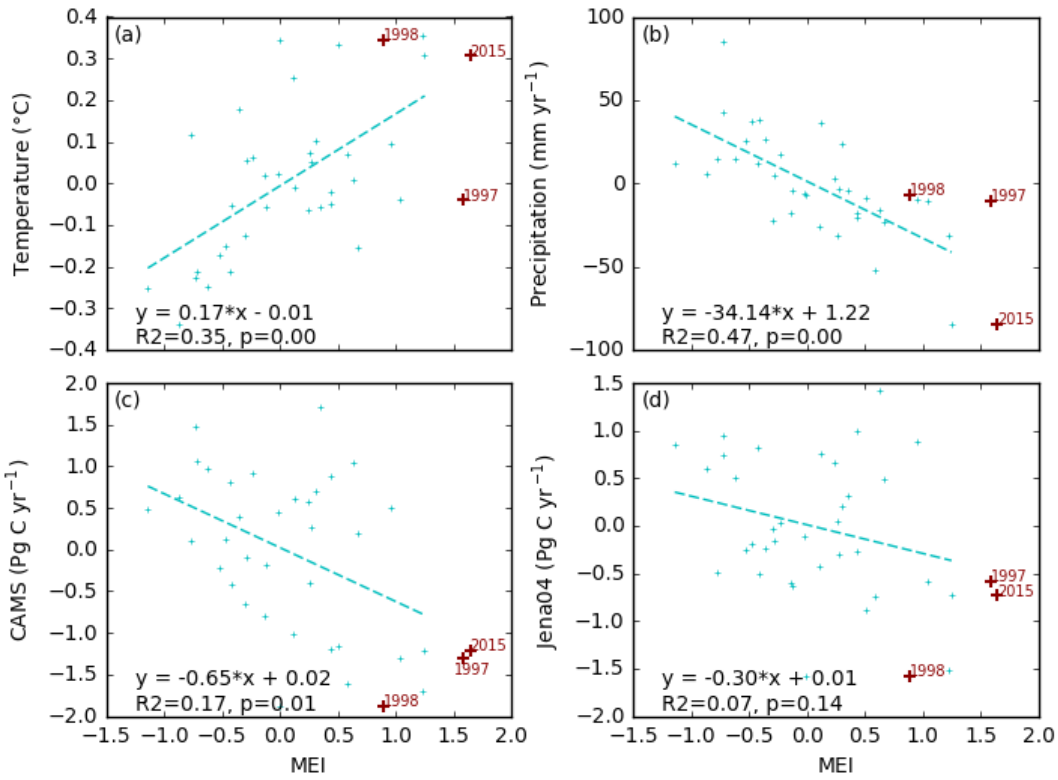 0.4
0.3
0.2
0.1
0.0
−0.1
−0.2
−0.3
−0.4
Temperature (°C)
(a)
1998
2015
1997
y = 0.17*x - 0.01
R2=0.35, p=0.00
100
50
0
−50
−100
Precipitation (mm yr⁻¹)
(b)
1998
1997
2015
y = -34.14*x + 1.22
R2=0.47, p=0.00
2.0
1.5
1.0
0.5
0.0
−0.5
−1.0
−1.5
−2.0
CAMS (Pg C yr⁻¹)
(c)
2015
1997
1998
y = -0.65*x + 0.02
R2=0.17, p=0.01
−1.5 −1.0 −0.5 0.0 0.5 1.0 1.5 2.0
MEI
1.5
1.0
0.5
0.0
−0.5
−1.0
−1.5
−2.0
Jena04 (Pg C yr⁻¹)
(d)
1997
2015
1998
y = -0.30*x + 0.01
R2=0.07, p=0.14
−1.5 −1.0 −0.5 0.0 0.5 1.0 1.5 2.0
MEI